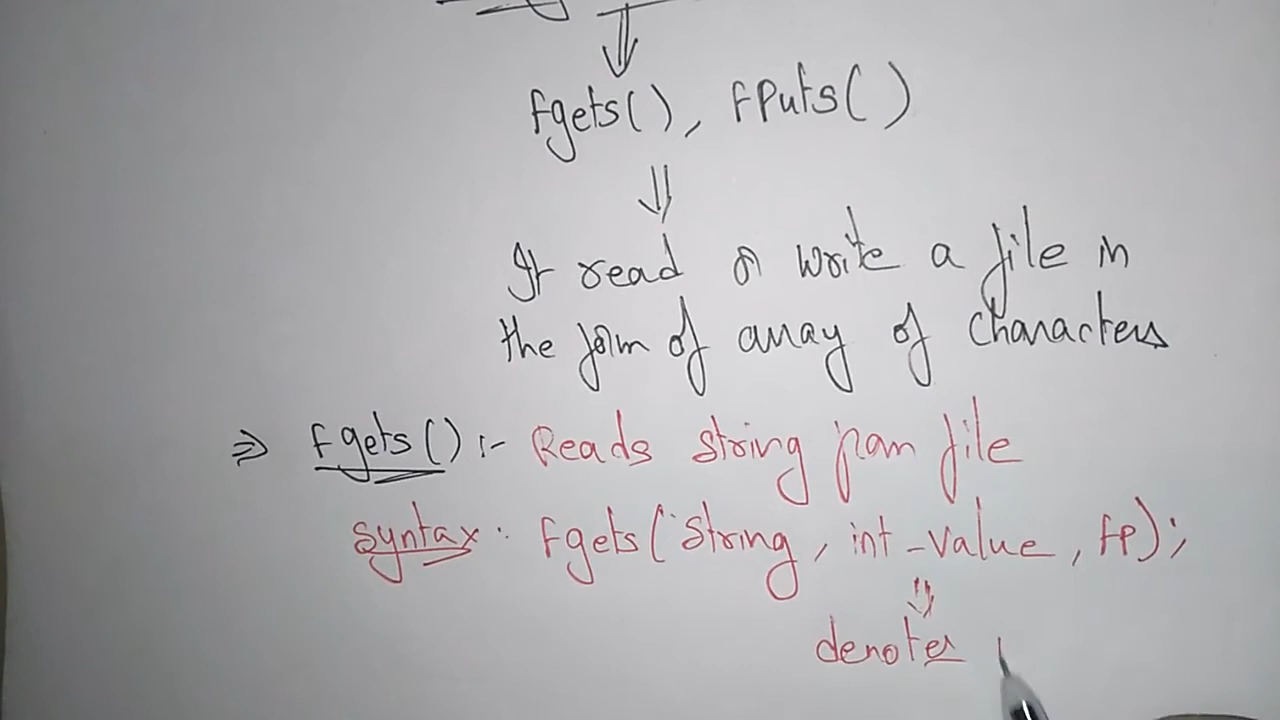 fgets(), fputs()
It read or write a file in
the form of array of characters
⇒ fgets() :- Reads string from file
syntax : fgets(string, int-value, fp);
denotes